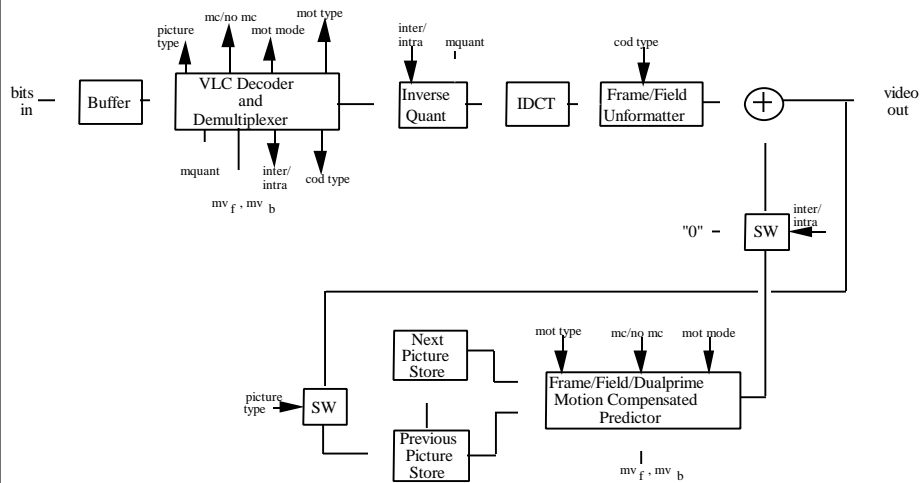 picture
type
mc/no mc
mot mode
mot type
inter/
intra
mquant
cod type
bits
in
Buffer
VLC Decoder
and
Demultiplexer
Inverse
Quant
IDCT
Frame/Field
Unformatter
+
video
out
mquant
mv f , mv b
inter/
intra
cod type
"0"
SW
inter/
intra
mot type
mc/no mc
mot mode
Next
Picture
Store
Frame/Field/Dualprime
Motion Compensated
Predictor
picture
type
SW
Previous
Picture
Store
mv f , mv b